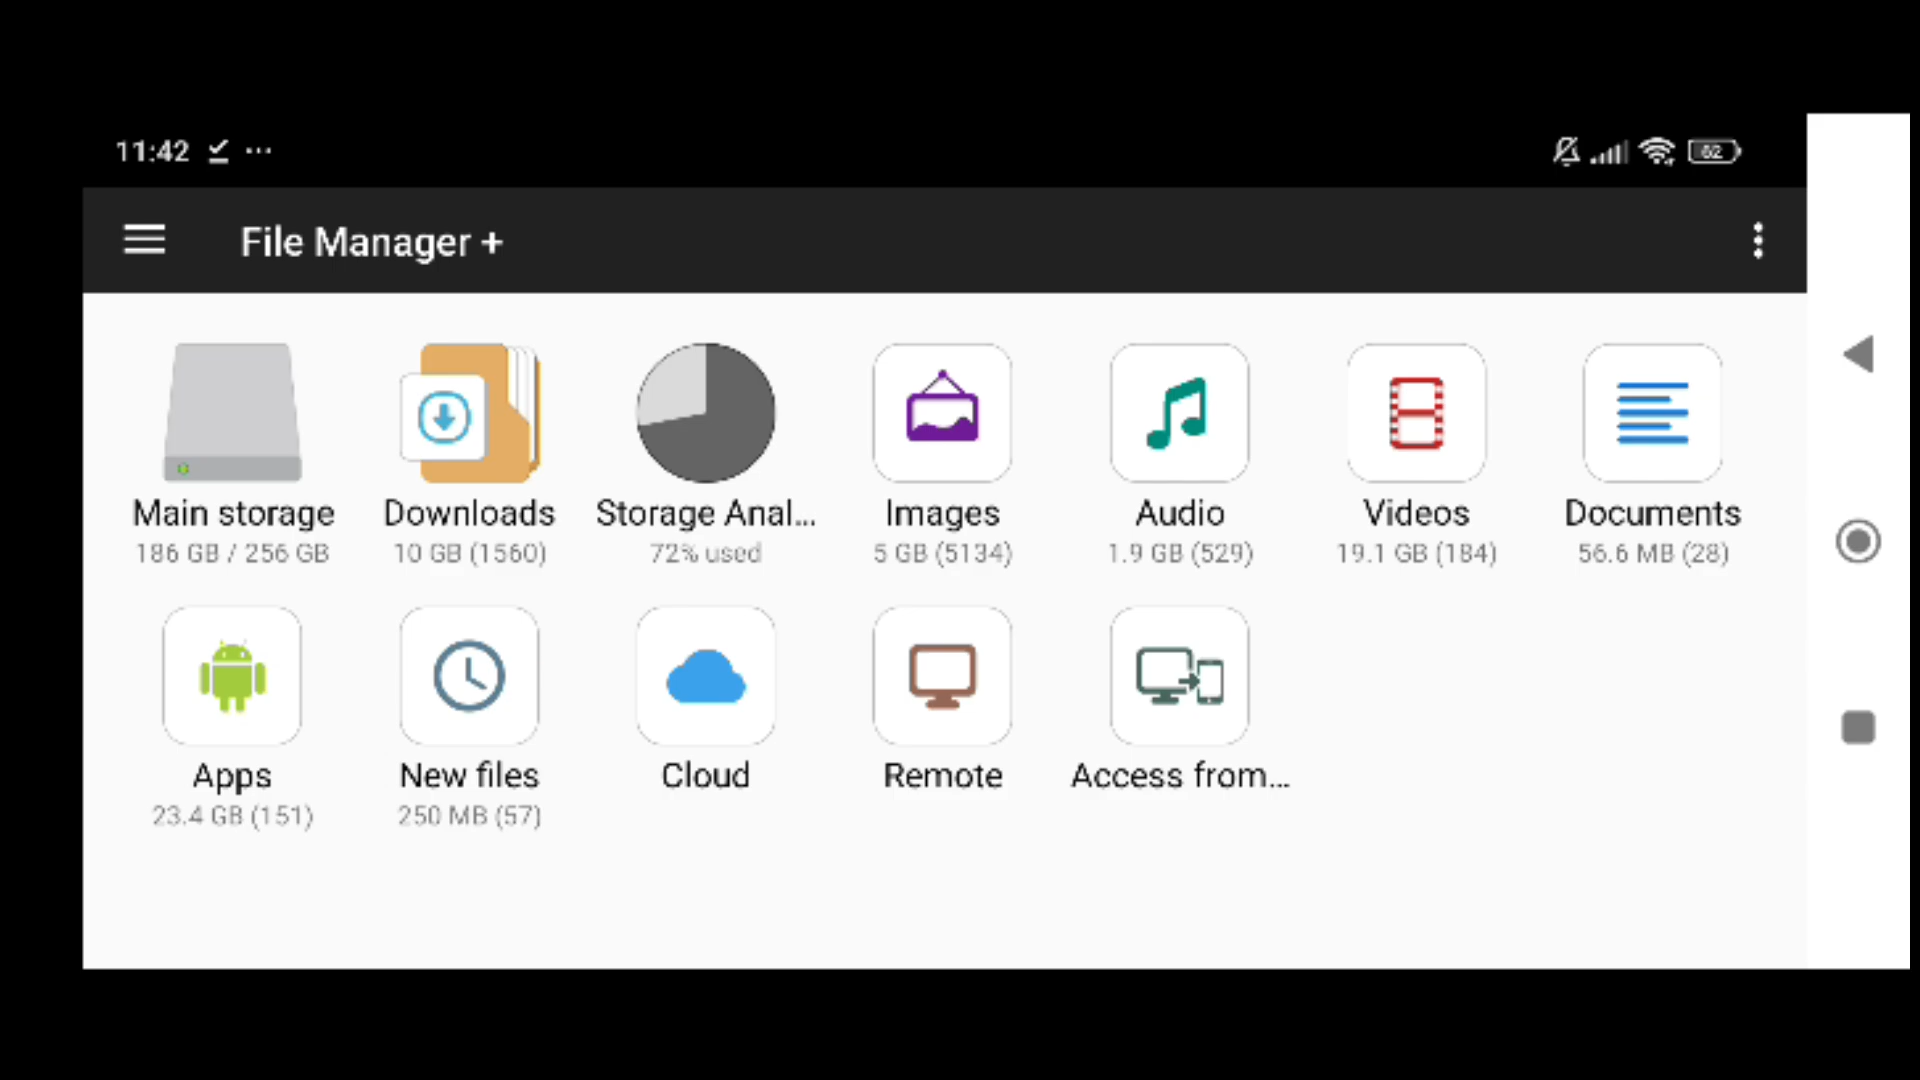 11:42
62
File Manager +
Main storage
186 GB / 256 GB
Downloads
10 GB (1560)
Storage Anal...
72% used
Images
5 GB (5134)
Audio
1.9 GB (529)
Videos
19.1 GB (184)
Documents
56.6 MB (28)
Apps
23.4 GB (151)
New files
250 MB (57)
Cloud
Remote
Access from...